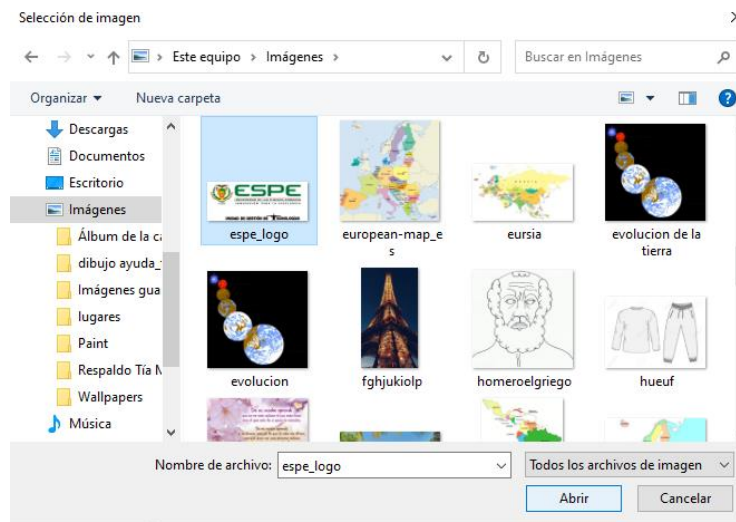 Selección de imagen
Este equipo > Imágenes >
Buscar en Imágenes
Organizar
Nueva carpeta
Descargas
Documentos
Escritorio
Imágenes
Álbum de la ca
dibujo ayuda_
Imágenes gua
lugares
Paint
Respaldo Tía
Wallpapers
Música
ESPE
espe_logo
european-map_e
s
eursia
evolucion de la
tierra
evolucion
fghjukiolp
homeroelgriego
hueuf
Nombre de archivo: espe_logo
Todos los archivos de imagen
Abrir
Cancelar